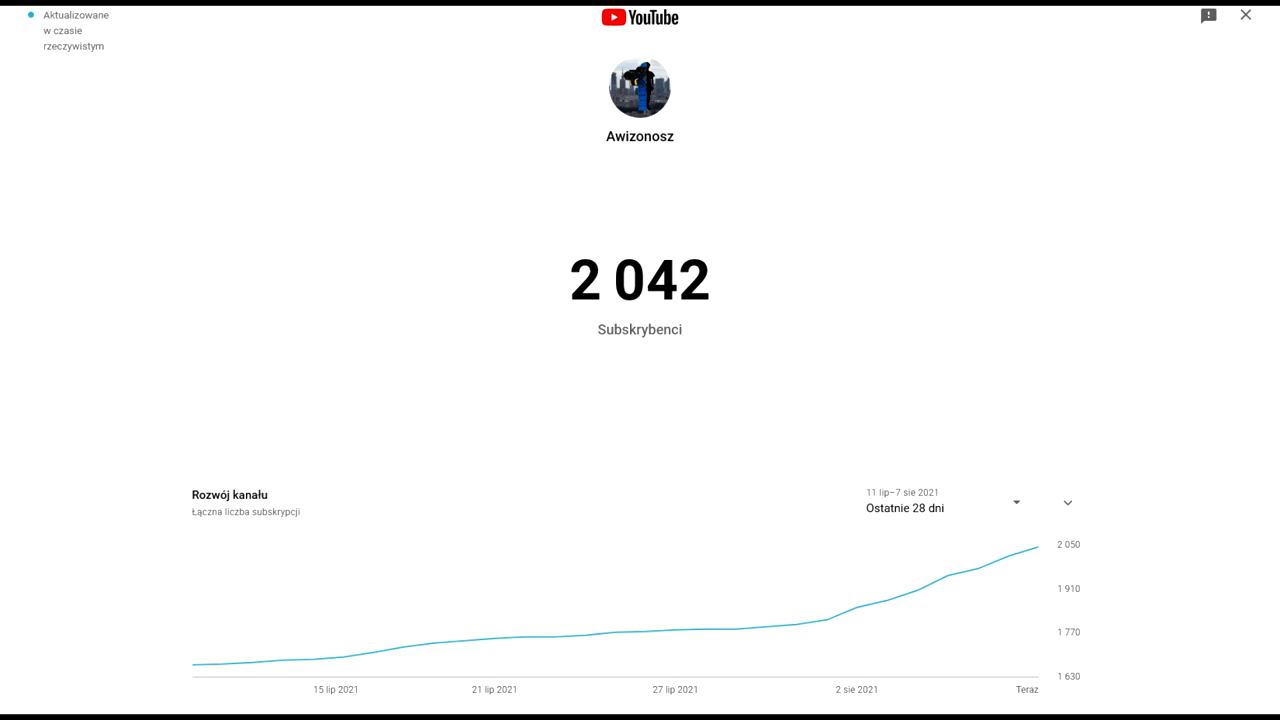 Aktualizowane
w czasie
rzeczywistym
YouTube
Awizonosz
2 042
Subskrybenci
Rozwój kanału
Łączna liczba subskrypcji
11 lip–7 sie 2021
Ostatnie 28 dni
2 050
1 910
1 770
1 630
15 lip 2021
21 lip 2021
27 lip 2021
2 sie 2021
Teraz